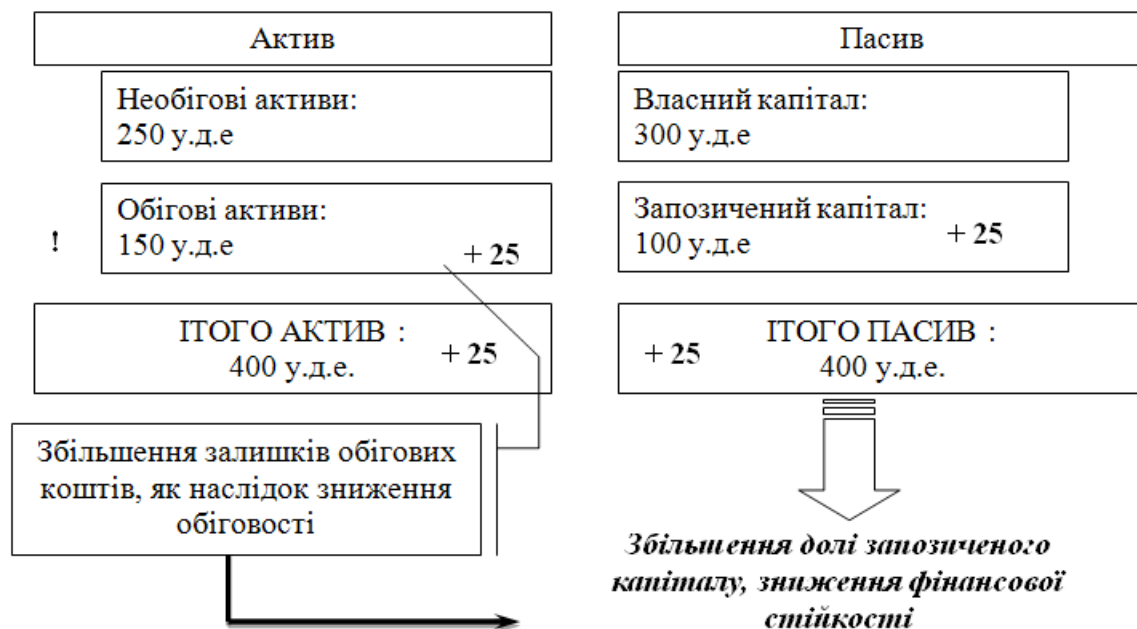 Актив
Необігові активи:
250 у.д.е
!
Обігові активи:
150 у.д.е
+ 25
ІТОГО АКТИВ :
400 у.д.е.
+ 25
Збільшення залишків обігових
коштів, як наслідок зниження
обіговості
Пасив
Власний капітал:
300 у.д.е
Запозичений капітал:
100 у.д.е
+ 25
+ 25
ІТОГО ПАСИВ :
400 у.д.е.
Збільшення долі запозиченого
капіталу, зниження фінансової
стійкості